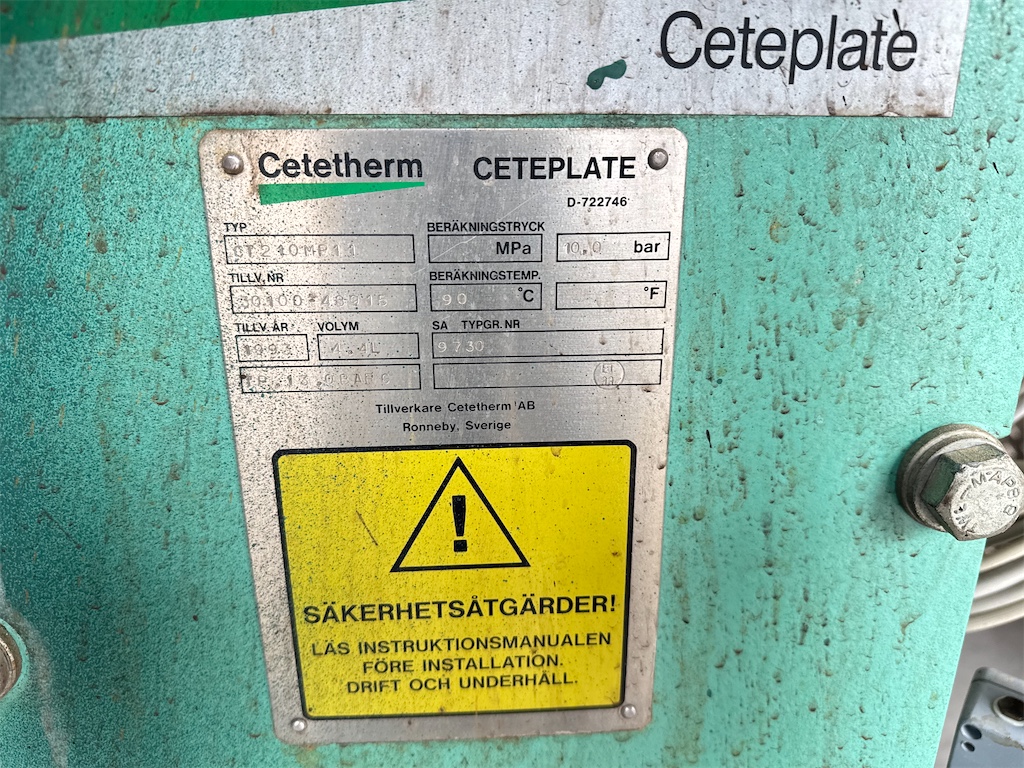 Ceteplate
Cetetherm CETEPLATE
D-722746
TYP BERÄKNINGSTRYCK
MPa 10,0 bar
TILLV. NR BERÄKNINGSTEMP.
90 °C °F
TILLV. ÅR VOLYM SA TYPGR. NR
9730
Tillverkare Cetetherm AB
Ronneby, Sverige
!
SÄKERHETSÅTGÄRDER!
LÄS INSTRUKTIONSMANUALEN
FÖRE INSTALLATION.
DRIFT OCH UNDERHÅLL.